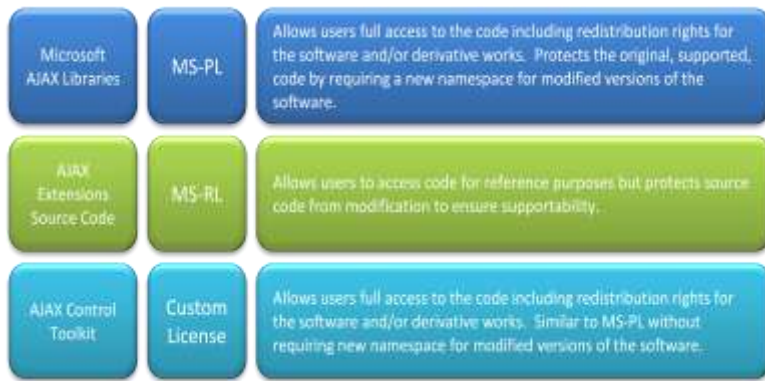 Microsoft
AJAX Libraries
MS-PL
Allows users full access to the code including redistribution rights for
the software and/or derivative works. Protects the original, supported,
code by requiring a new namespace for modified versions of the
software.
AJAX
Extensions
Source Code
MS-RL
Allows users to access code for reference purposes but protects source
code from modification to ensure supportability.
AJAX Control
Toolkit
Custom
License
Allows users full access to the code including redistribution rights for
the software and/or derivative works. Similar to MS-PL without
requiring new namespace for modified versions of the software.